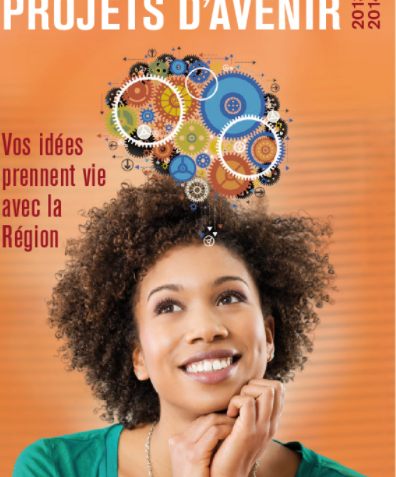 PROJETS D'AVENIR
Vos idées
prennent vie
avec la
Région